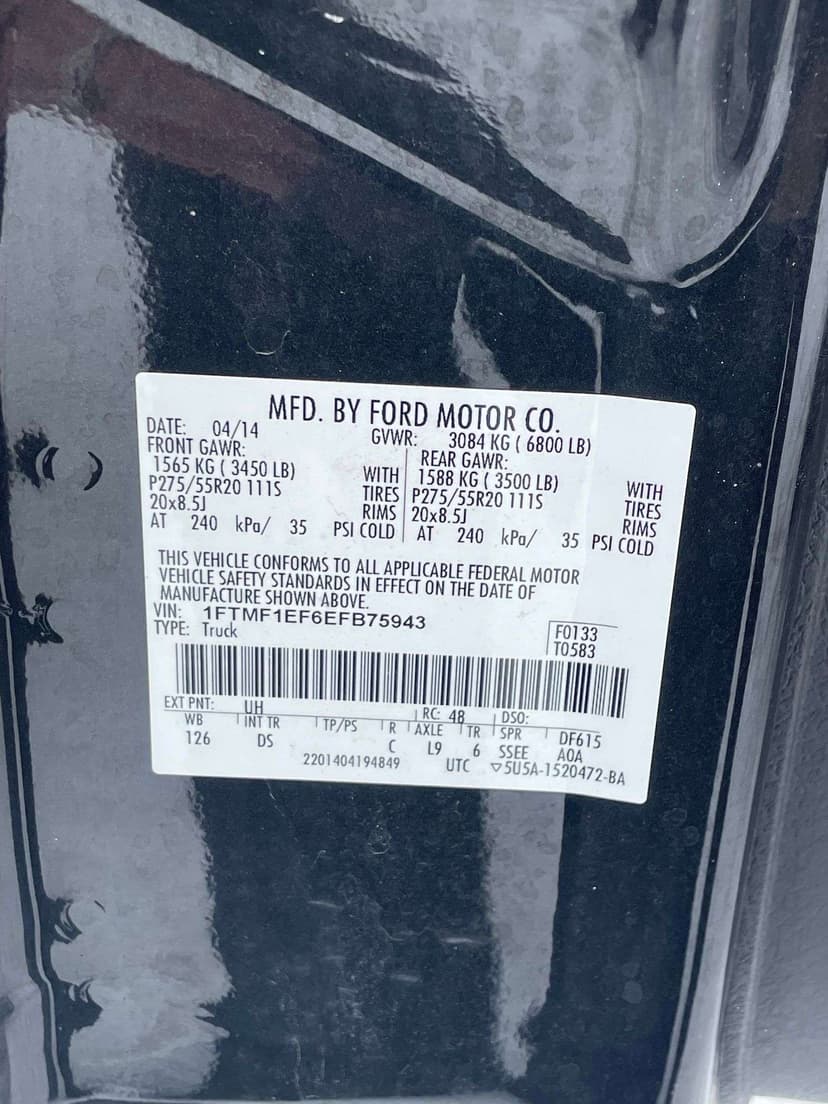 MFD. BY FORD MOTOR CO.
DATE: 04/14 GVWR: 3084 KG ( 6800 LB)
FRONT GAWR: REAR GAWR:
1565 KG ( 3450 LB) WITH 1588 KG ( 3500 LB) WITH
P275/55R20 111S TIRES P275/55R20 111S TIRES
20x8.5J RIMS 20x8.5J RIMS
AT 240 kPa/ 35 PSI COLD AT 240 kPa/ 35 PSI COLD
THIS VEHICLE CONFORMS TO ALL APPLICABLE FEDERAL MOTOR
VEHICLE SAFETY STANDARDS IN EFFECT ON THE DATE OF
MANUFACTURE SHOWN ABOVE.
VIN: 1FTMF1EF6EFB75943
TYPE: Truck
F0133
T0583
EXT PNT: UH RC: 48 DSO:
WB INT TR TP/PS R AXLE TR SPR DF615
126 DS C L9 6 SSEE A0A
2201404194849 UTC ▽5U5A-1520472-BA